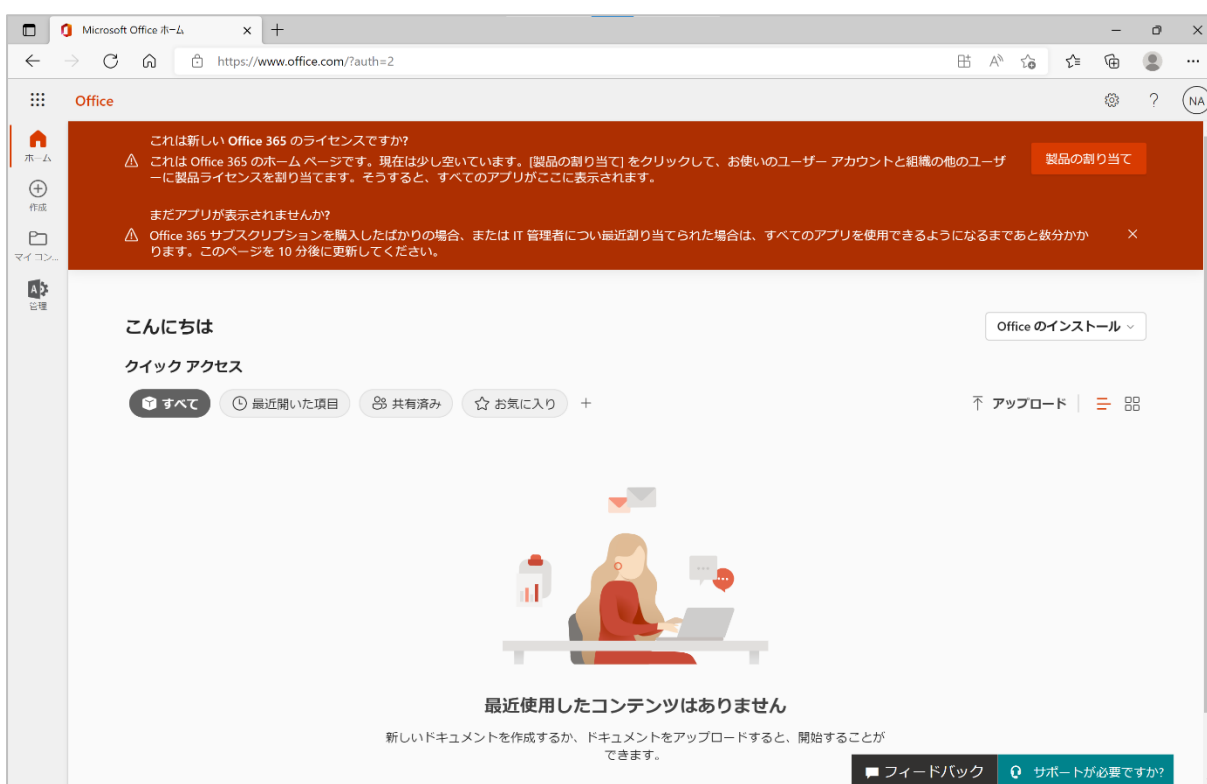 Microsoft Office ホーム
https://www.office.com/?auth=2
Office
NA
ホーム
作成
マイ コン...
管理
これは新しい Office 365 のライセンスですか?
これは Office 365 のホーム ページです。現在は少し空いています。[製品の割り当て] をクリックして、お使いのユーザー アカウントと組織の他のユーザ
ーに製品ライセンスを割り当てます。そうすると、すべてのアプリがここに表示されます。
製品の割り当て
まだアプリが表示されませんか?
Office 365 サブスクリプションを購入したばかりの場合、または IT 管理者につい最近割り当てられた場合は、すべてのアプリを使用できるようになるまであと数分かか
ります。このページを 10 分後に更新してください。
こんにちは
Office のインストール
クイック アクセス
すべて
最近開いた項目
共有済み
お気に入り
アップロード
最近使用したコンテンツはありません
新しいドキュメントを作成するか、ドキュメントをアップロードすると、開始することが
できます。
フィードバック
サポートが必要ですか?